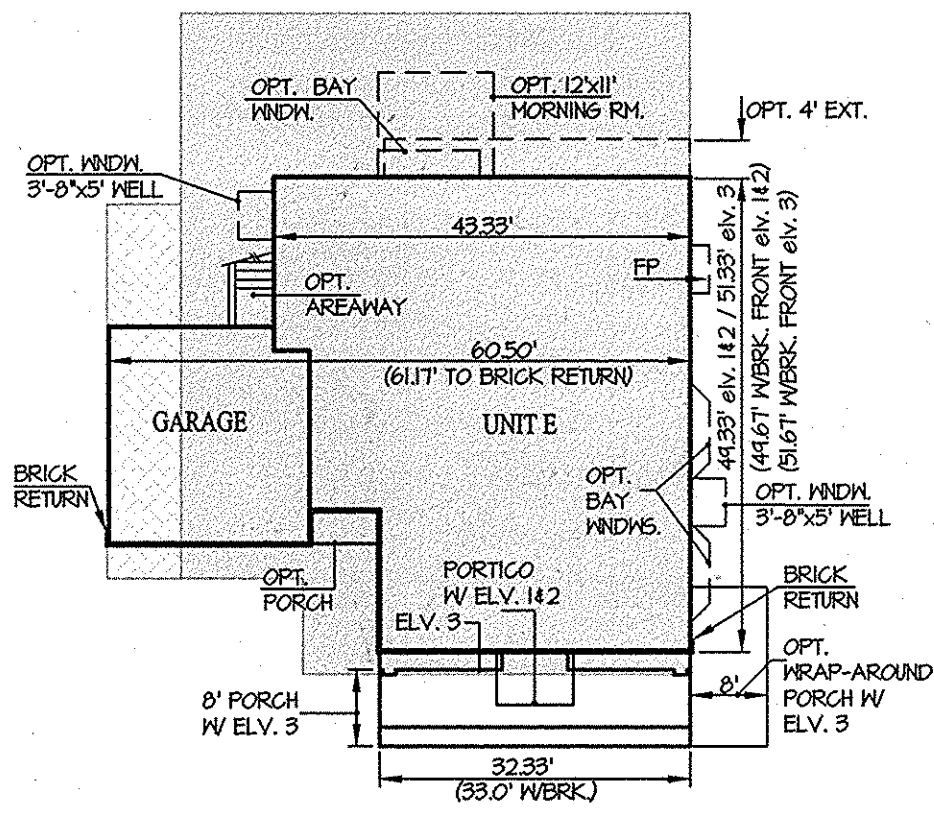 OPT. BAY
WNDW.
OPT. 12'x11'
MORNING RM.
OPT. 4' EXT.
OPT. WNDW.
3'-8"x5' WELL
43.33'
FP
OPT.
AREAWAY
49.33' elv. 1&2 / 51.33' elv. 3
(49.67' W/BRK. FRONT elv. 1&2)
(51.67' W/BRK. FRONT elv. 3)
60.50'
(61.17' TO BRICK RETURN)
GARAGE
UNIT E
BRICK
RETURN
OPT.
BAY
WNDWS.
OPT. WNDW.
3'-8"x5' WELL
OPT.
PORCH
PORTICO
W/ ELV. 1&2
ELV. 3
BRICK
RETURN
8' PORCH
W/ ELV. 3
8'
OPT.
WRAP-AROUND
PORCH W/
ELV. 3
32.33'
(33.0' W/BRK.)